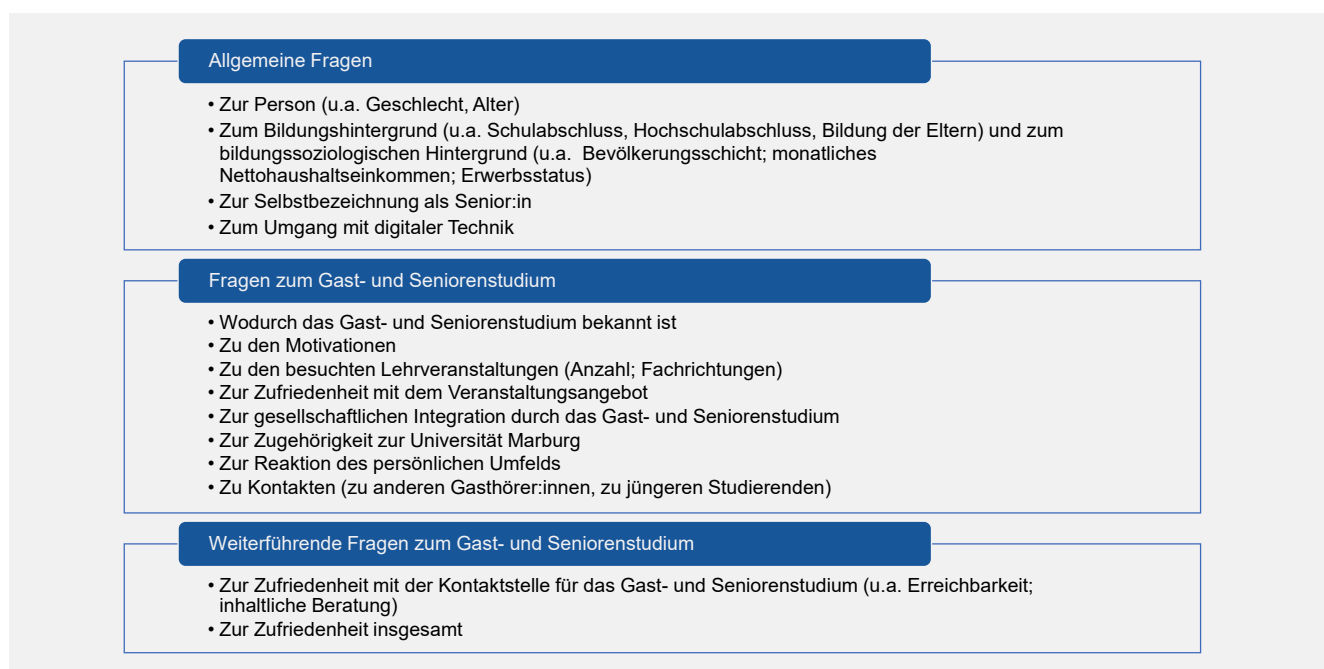 Allgemeine Fragen
• Zur Person (u.a. Geschlecht, Alter)
• Zum Bildungshintergrund (u.a. Schulabschluss, Hochschulabschluss, Bildung der Eltern) und zum
bildungssoziologischen Hintergrund (u.a. Bevölkerungsschicht; monatliches
Nettohaushaltseinkommen; Erwerbsstatus)
• Zur Selbstbezeichnung als Senior:in
• Zum Umgang mit digitaler Technik
Fragen zum Gast- und Seniorenstudium
• Wodurch das Gast- und Seniorenstudium bekannt ist
• Zu den Motivationen
• Zu den besuchten Lehrveranstaltungen (Anzahl; Fachrichtungen)
• Zur Zufriedenheit mit dem Veranstaltungsangebot
• Zur gesellschaftlichen Integration durch das Gast- und Seniorenstudium
• Zur Zugehörigkeit zur Universität Marburg
• Zur Reaktion des persönlichen Umfelds
• Zu Kontakten (zu anderen Gasthörer:innen, zu jüngeren Studierenden)
Weiterführende Fragen zum Gast- und Seniorenstudium
• Zur Zufriedenheit mit der Kontaktstelle für das Gast- und Seniorenstudium (u.a. Erreichbarkeit;
inhaltliche Beratung)
• Zur Zufriedenheit insgesamt